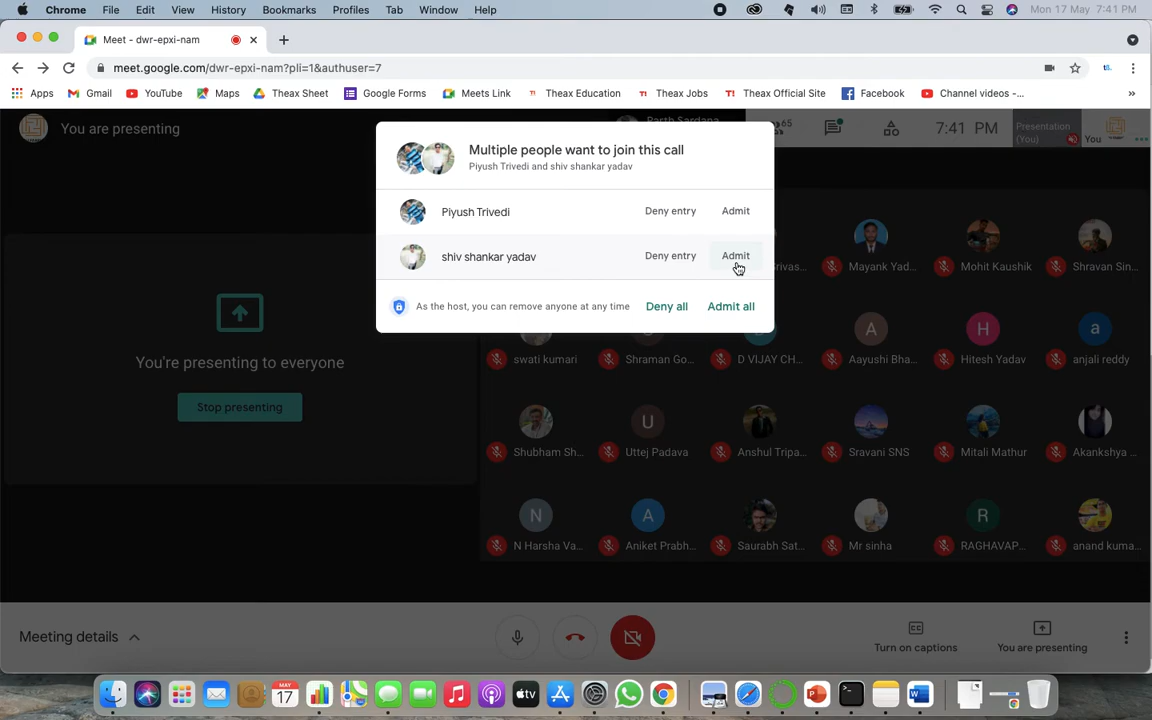 Chrome File Edit View History Bookmarks Profiles Tab Window Help Mon 17 May 7:41 PM
Meet - dwr-epxi-nam
meet.google.com/dwr-epxi-nam?pli=1&authuser=7
Apps Gmail YouTube Maps Theax Sheet Google Forms Meets Link Theax Education Theax Jobs Theax Official Site Facebook Channel videos -... »
You are presenting
Parth Sardana
65
7:41 PM
Presentation (You)
You
Multiple people want to join this call
Piyush Trivedi and shiv shankar yadav
Piyush Trivedi Deny entry Admit
shiv shankar yadav Deny entry Admit
As the host, you can remove anyone at any time Deny all Admit all
You're presenting to everyone
Stop presenting
Mayank Yad... Mohit Kaushik Shravan Sin...
A H a
swati kumari Shraman Go... D VIJAY CH... Aayushi Bha... Hitesh Yadav anjali reddy
U
Shubham Sh... Uttej Padava Anshul Tripa... Sravani SNS Mitali Mathur Akankshya ...
N A R
N Harsha Va... Aniket Prabh... Saurabh Sat... Mr sinha RAGHAVAP... anand kuma...
Meeting details
Turn on captions
You are presenting
MAY
17
tv